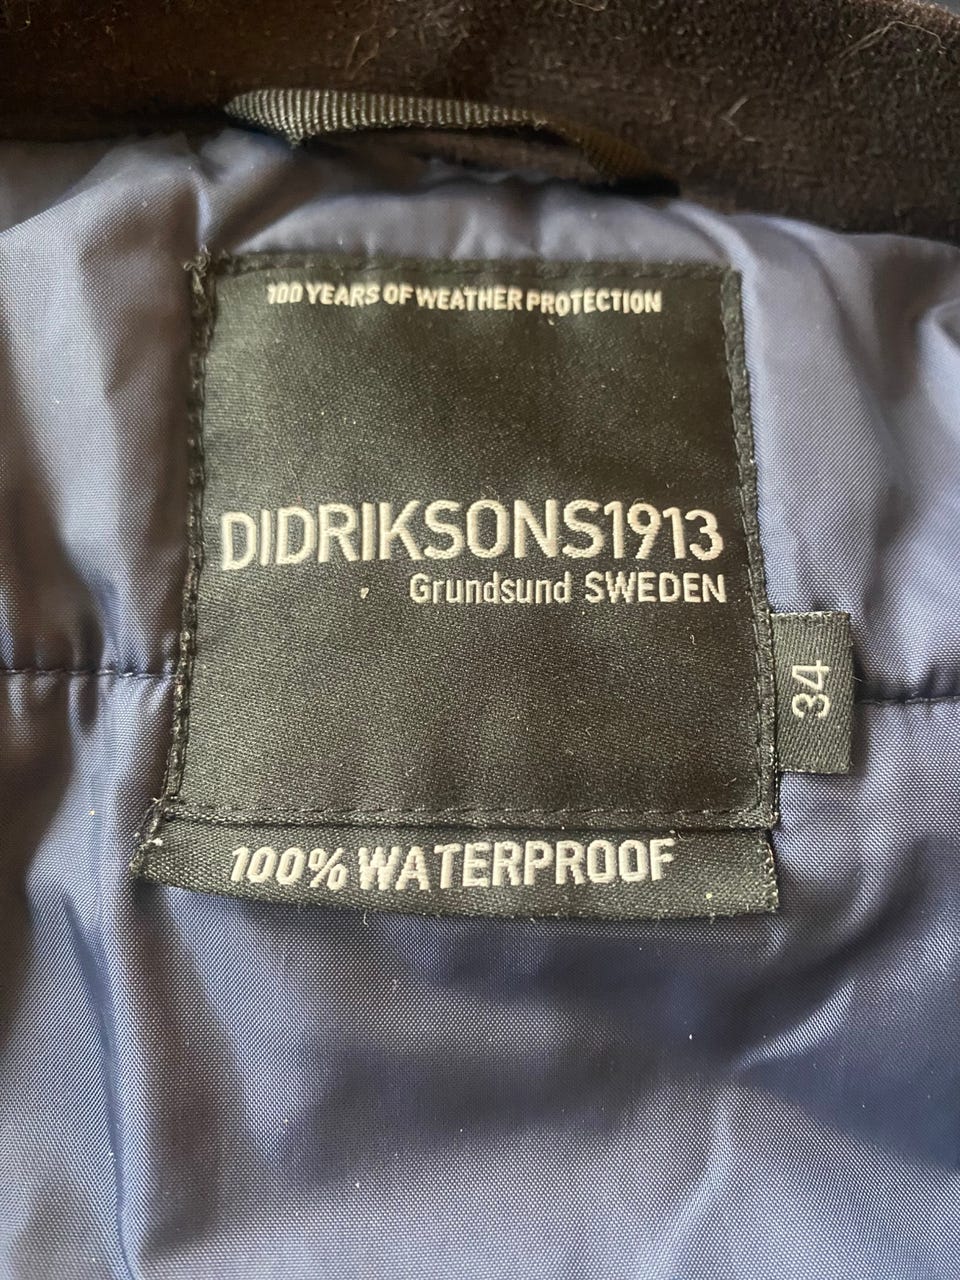 100 YEARS OF WEATHER PROTECTION
DIDRIKSONS1913
Grundsund SWEDEN
34
100% WATERPROOF